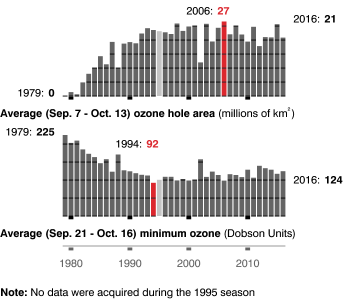 2006: 27
2016: 21
1979: 0
Average (Sep. 7 - Oct. 13) ozone hole area (millions of km²)
1979: 225
1994: 92
2016: 124
Average (Sep. 21 - Oct. 16) minimum ozone (Dobson Units)
1980 1990 2000 2010
Note: No data were acquired during the 1995 season